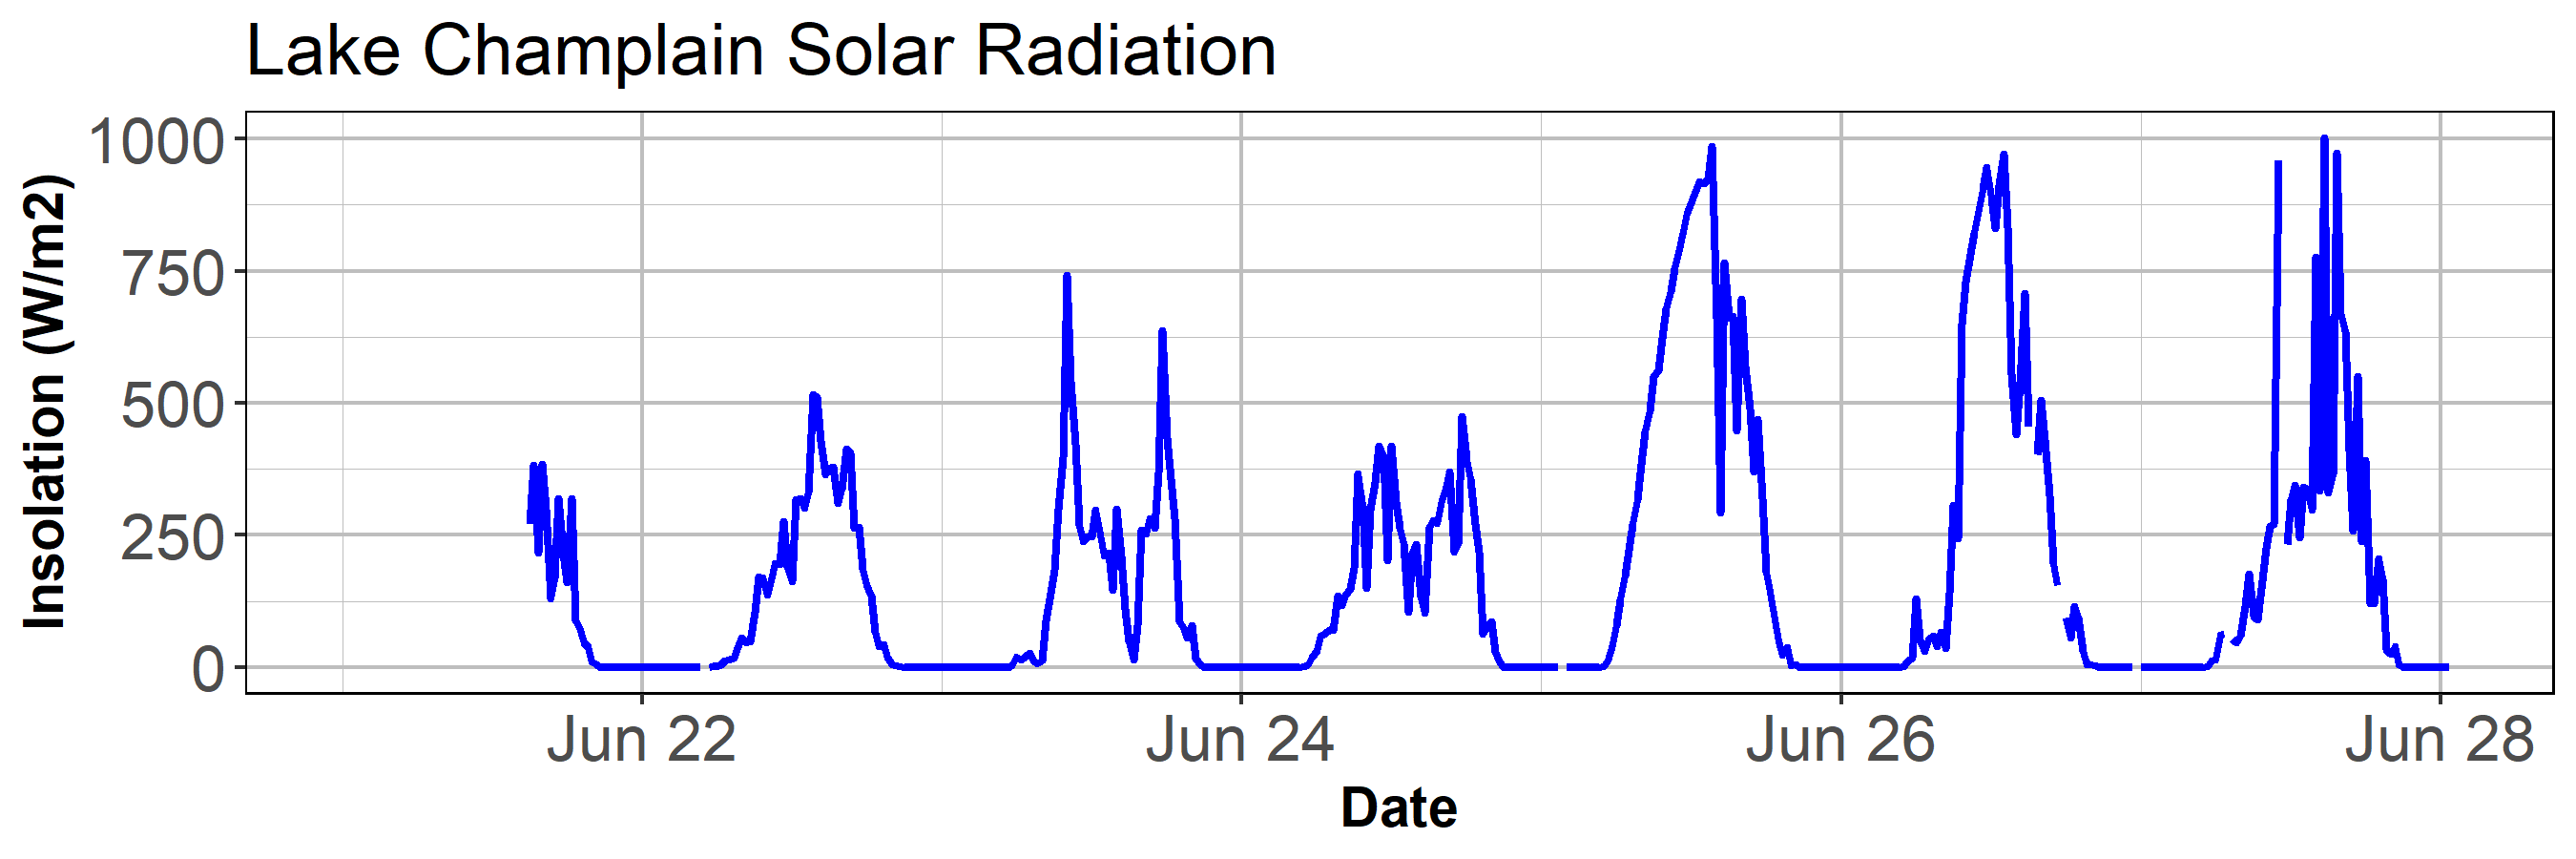 Lake Champlain Solar Radiation
Insolation (W/m2)
1000
750
500
250
0
Jun 22
Jun 24
Jun 26
Jun 28
Date